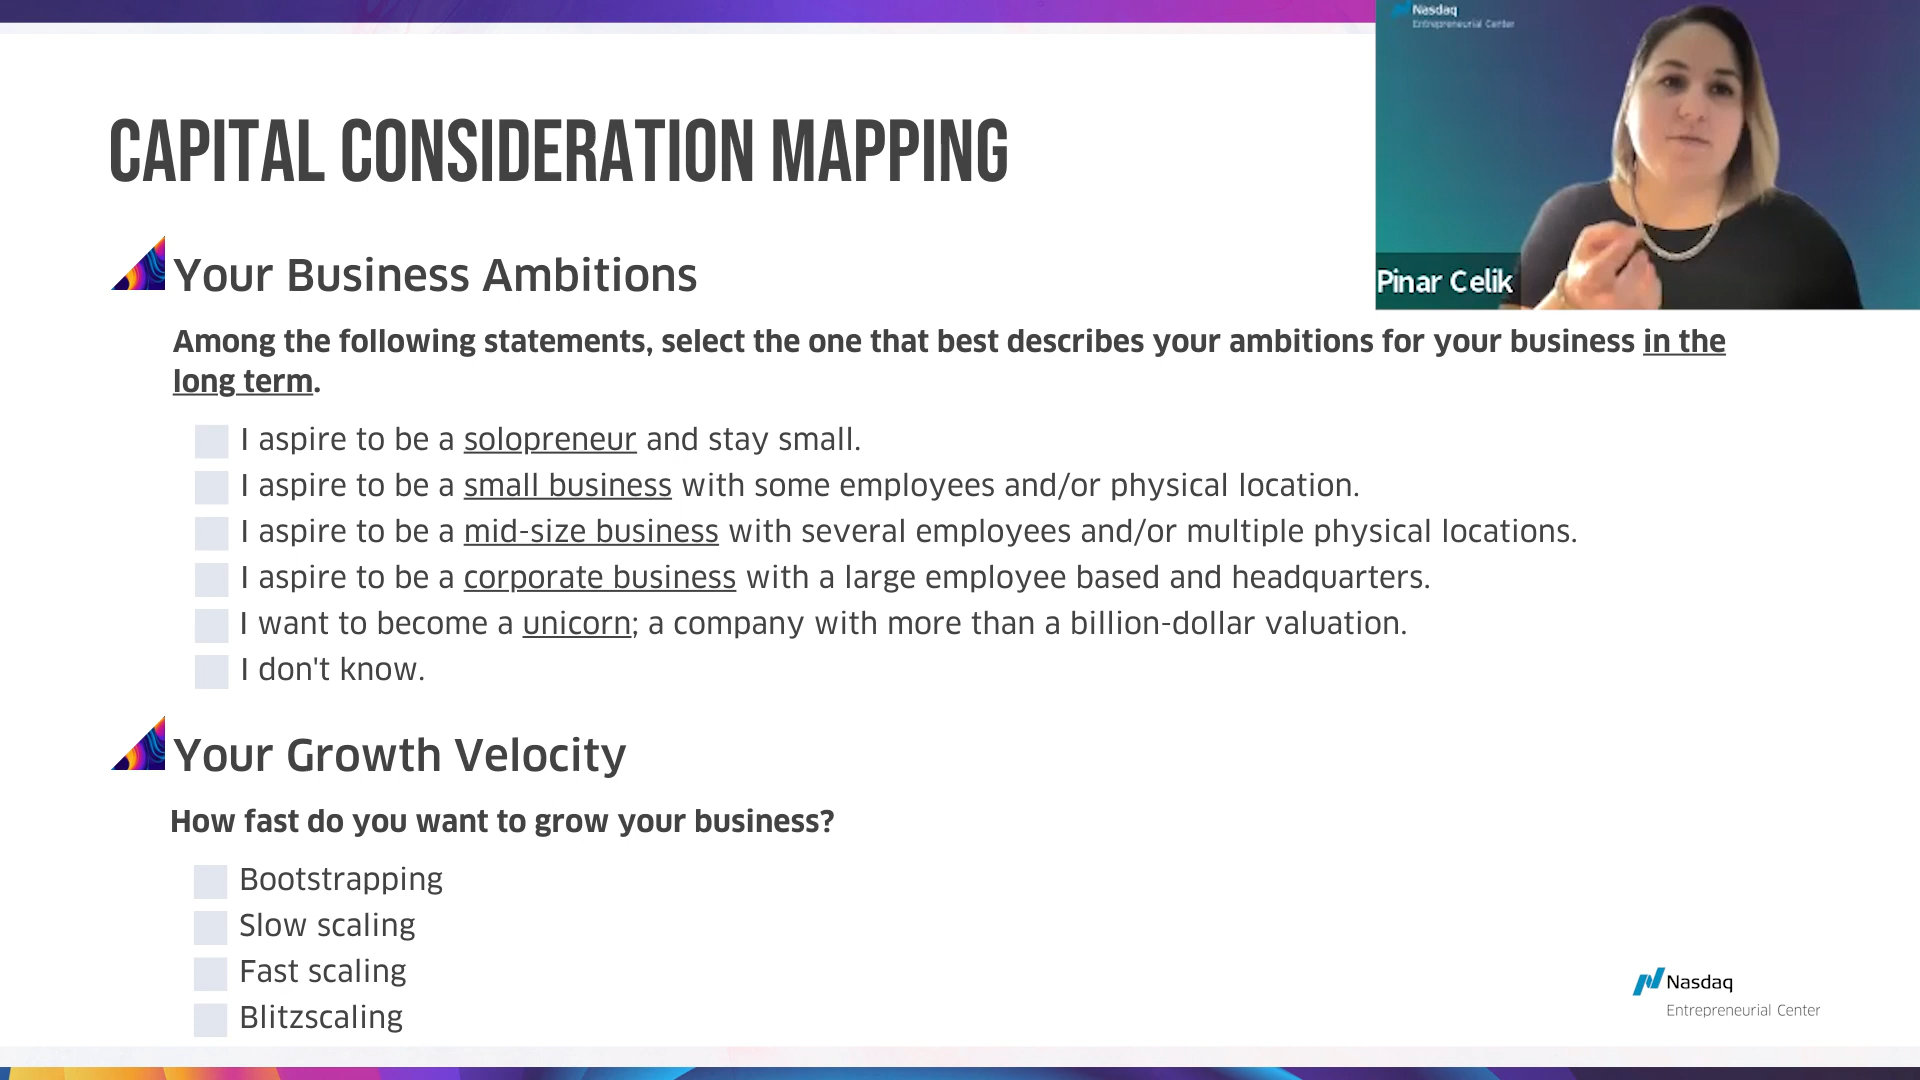 Nasdaq
Entrepreneurial Center
CAPITAL CONSIDERATION MAPPING
Pinar Celik
Your Business Ambitions
Among the following statements, select the one that best describes your ambitions for your business in the
long term.
I aspire to be a solopreneur and stay small.
I aspire to be a small business with some employees and/or physical location.
I aspire to be a mid-size business with several employees and/or multiple physical locations.
I aspire to be a corporate business with a large employee based and headquarters.
I want to become a unicorn; a company with more than a billion-dollar valuation.
I don't know.
Your Growth Velocity
How fast do you want to grow your business?
Bootstrapping
Slow scaling
Fast scaling
Blitzscaling
Nasdaq
Entrepreneurial Center